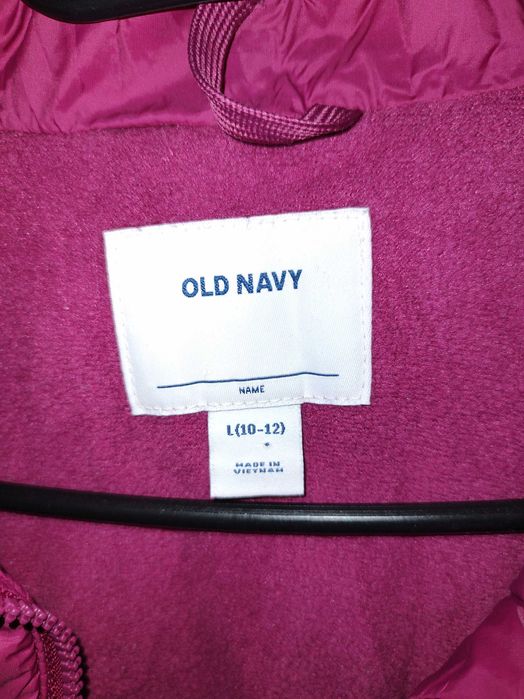 OLD NAVY
NAME
L(10-12)
MADE IN
VIETNAM